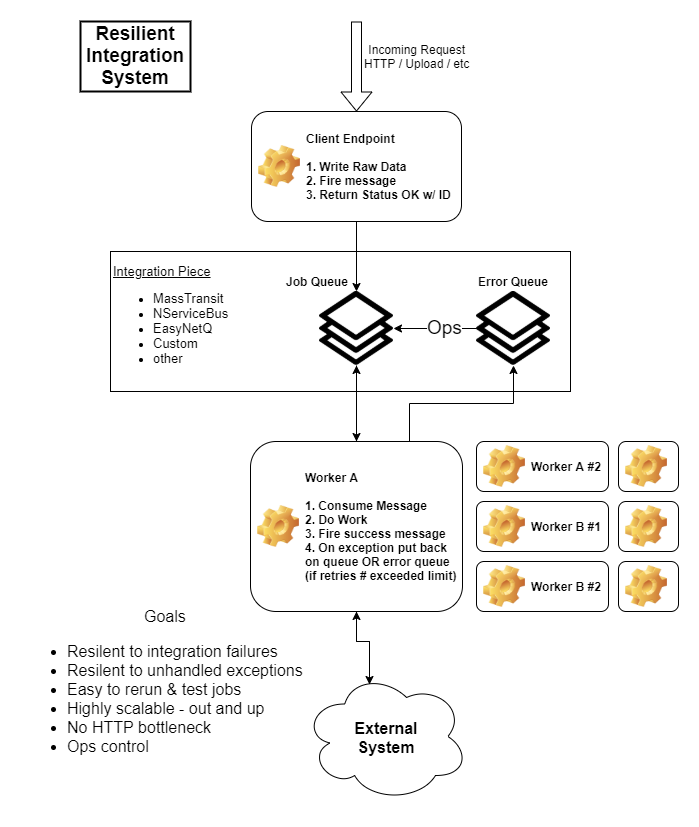 Resilient
Integration
System
Incoming Request
HTTP / Upload / etc
Client Endpoint
1. Write Raw Data
2. Fire message
3. Return Status OK w/ ID
Integration Piece
MassTransit
NServiceBus
EasyNetQ
Custom
other
Job Queue
Error Queue
Ops
Worker A
1. Consume Message
2. Do Work
3. Fire success message
4. On exception put back
on queue OR error queue
(if retries # exceeded limit)
Worker A #2
Worker B #1
Worker B #2
Goals
Resilent to integration failures
Resilent to unhandled exceptions
Easy to rerun & test jobs
Highly scalable - out and up
No HTTP bottleneck
Ops control
External
System